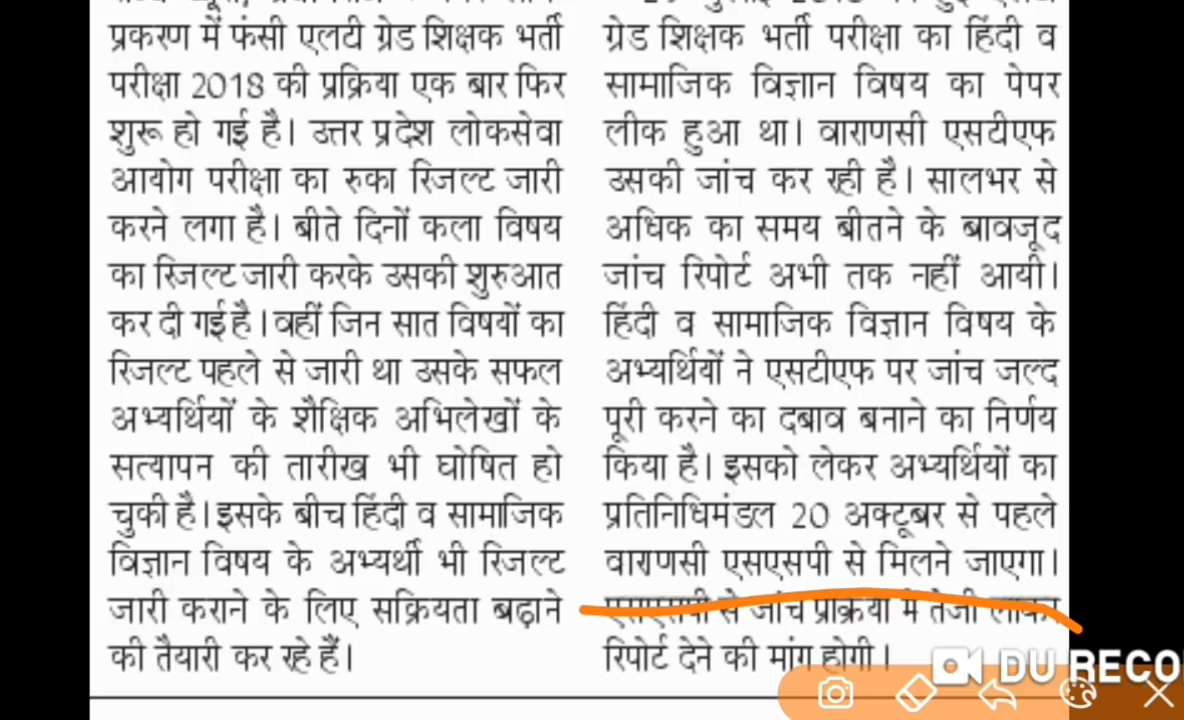 प्रकरण में फंसी एलटी ग्रेड शिक्षक भर्ती
परीक्षा 2018 की प्रक्रिया एक बार फिर
शुरू हो गई है। उत्तर प्रदेश लोकसेवा
आयोग परीक्षा का रुका रिजल्ट जारी
करने लगा है। बीते दिनों कला विषय
का रिजल्ट जारी करके उसकी शुरुआत
कर दी गई है। वहीं जिन सात विषयों का
रिजल्ट पहले से जारी था उसके सफल
अभ्यर्थियों के शैक्षिक अभिलेखों के
सत्यापन की तारीख भी घोषित हो
चुकी है। इसके बीच हिंदी व सामाजिक
विज्ञान विषय के अभ्यर्थी भी रिजल्ट
जारी कराने के लिए सक्रियता बढ़ाने
की तैयारी कर रहे हैं।
ग्रेड शिक्षक भर्ती परीक्षा का हिंदी व
सामाजिक विज्ञान विषय का पेपर
लीक हुआ था। वाराणसी एसटीएफ
उसकी जांच कर रही है। सालभर से
अधिक का समय बीतने के बावजूद
जांच रिपोर्ट अभी तक नहीं आयी।
हिंदी व सामाजिक विज्ञान विषय के
अभ्यर्थियों ने एसटीएफ पर जांच जल्द
पूरी करने का दबाव बनाने का निर्णय
किया है। इसको लेकर अभ्यर्थियों का
प्रतिनिधिमंडल 20 अक्टूबर से पहले
वाराणसी एसएसपी से मिलने जाएगा।
एसएसपी से जांच प्रक्रिया में तेजी लाकर
रिपोर्ट देने की मांग होगी।
DU RECO